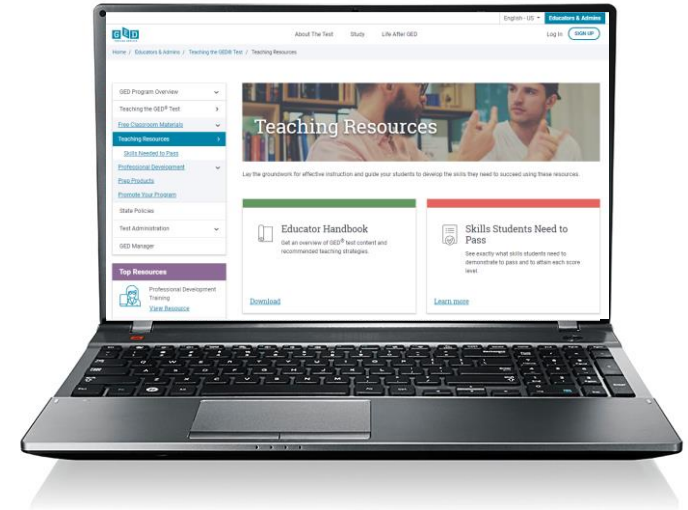 English - US
Educators & Admins
GED
About The Test
Study
Life After GED
Log In
SIGN UP
Home / Educators & Admins / Teaching the GED® Test / Teaching Resources
GED Program Overview
Teaching the GED® Test
Free Classroom Materials
Teaching Resources
Skills Needed to Pass
Professional Development
Prep Products
Promote Your Program
State Policies
Test Administration
GED Manager
Top Resources
Professional Development
Training
View Resource
Teaching Resources
Lay the groundwork for effective instruction and guide your students to develop the skills they need to succeed using these resources.
Educator Handbook
Get an overview of GED® test content and
recommended teaching strategies.
Download
Skills Students Need to
Pass
See exactly what skills students need to
demonstrate to pass and to attain each score
level.
Learn more